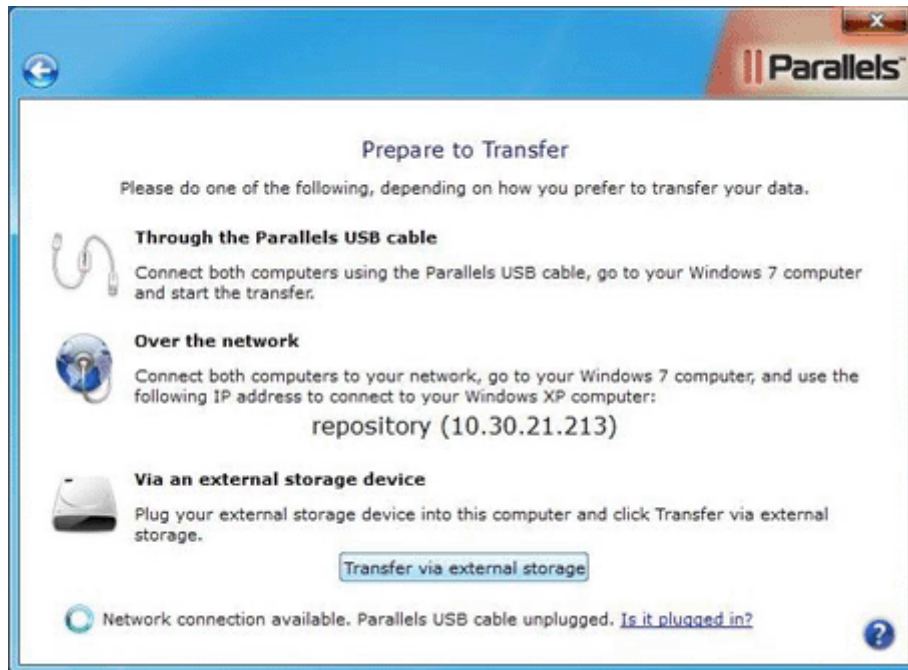 Parallels™
Prepare to Transfer
Please do one of the following, depending on how you prefer to transfer your data.
Through the Parallels USB cable
Connect both computers using the Parallels USB cable, go to your Windows 7 computer
and start the transfer.
Over the network
Connect both computers to your network, go to your Windows 7 computer, and use the
following IP address to connect to your Windows XP computer:
repository (10.30.21.213)
Via an external storage device
Plug your external storage device into this computer and click Transfer via external
storage.
Transfer via external storage
Network connection available. Parallels USB cable unplugged. Is it plugged in?